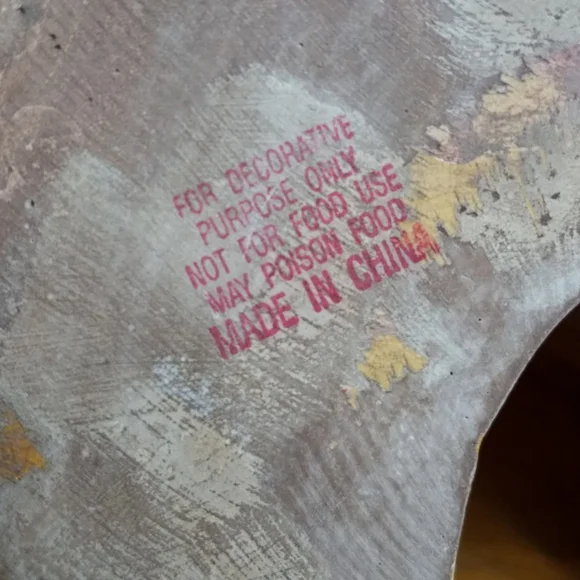 FOR DECORATIVE
PURPOSE ONLY
NOT FOR FOOD USE
MAY POISON FOOD
MADE IN CHINA